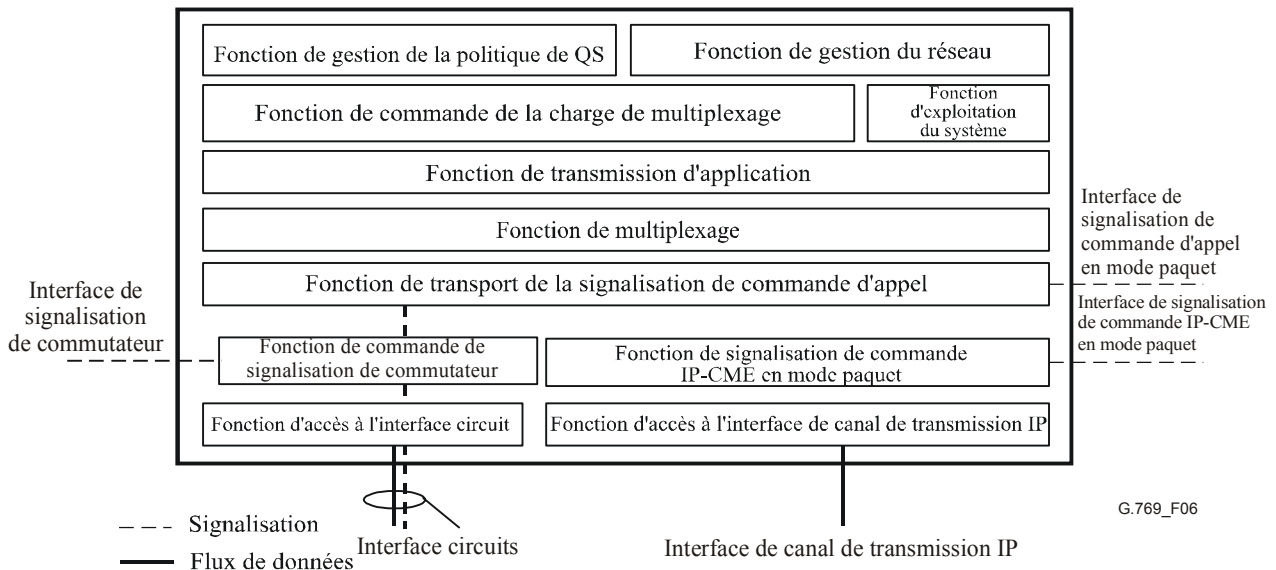 Fonction de gestion de la politique de QS
Fonction de gestion du réseau
Fonction de commande de la charge de multiplexage
Fonction
d'exploitation
du système
Fonction de transmission d'application
Fonction de multiplexage
Fonction de transport de la signalisation de commande d'appel
Interface de
signalisation de
commande d'appel
en mode paquet
Interface de
signalisation
de commutateur
Interface de signalisation
de commande IP-CME
en mode paquet
Fonction de commande de
signalisation de commutateur
Fonction de signalisation de commande
IP-CME en mode paquet
Fonction d'accès à l'interface circuit
Fonction d'accès à l'interface de canal de transmission IP
G.769_F06
Signalisation
Flux de données
Interface circuits
Interface de canal de transmission IP